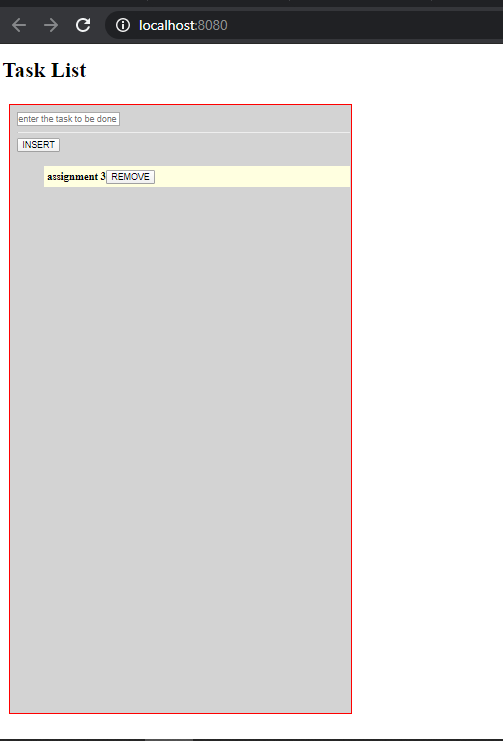 localhost:8080
Task List
enter the task to be done
INSERT
assignment 3 REMOVE